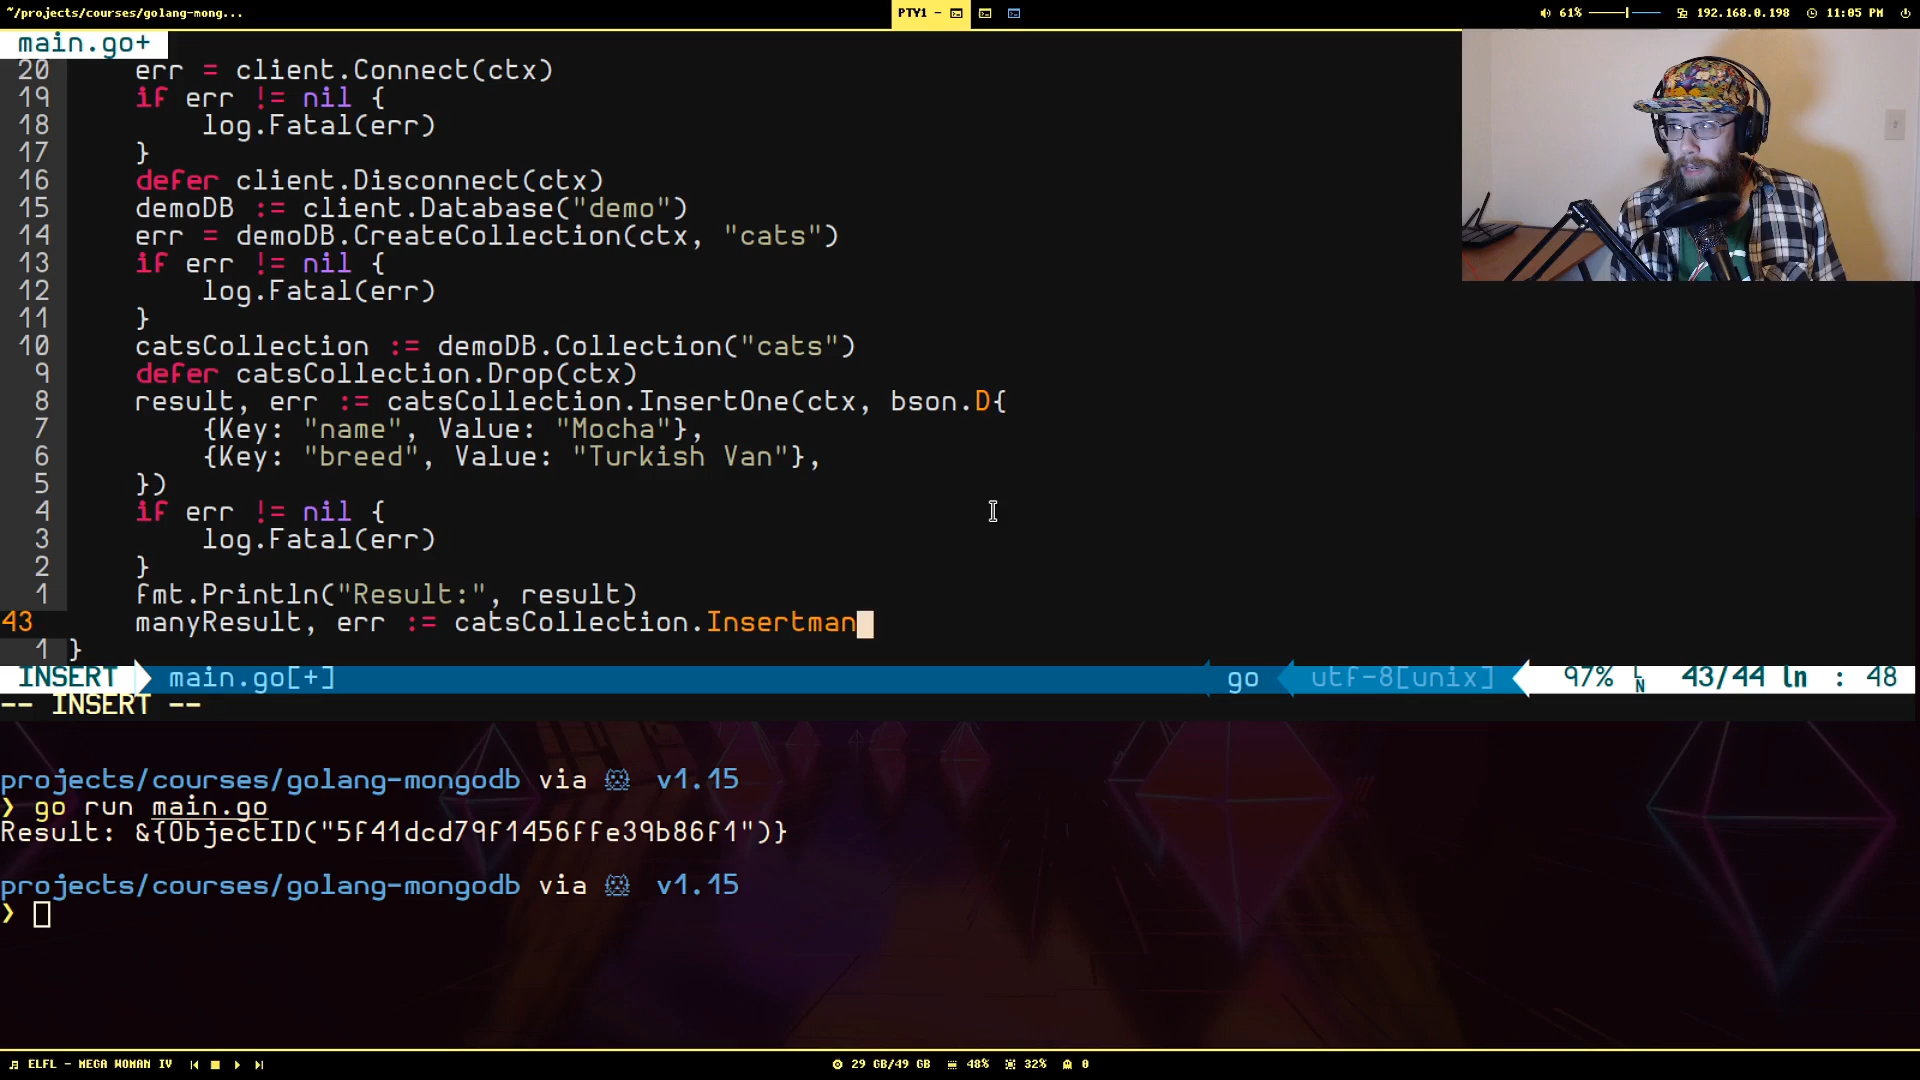 ~/projects/courses/golang-mong...
PTY1 -
61%
192.168.0.198
11:05 PM
main.go+
20 err = client.Connect(ctx)
19 if err != nil {
18 log.Fatal(err)
17 }
16 defer client.Disconnect(ctx)
15 demoDB := client.Database("demo")
14 err = demoDB.CreateCollection(ctx, "cats")
13 if err != nil {
12 log.Fatal(err)
11 }
10 catsCollection := demoDB.Collection("cats")
9 defer catsCollection.Drop(ctx)
8 result, err := catsCollection.InsertOne(ctx, bson.D{
7 {Key: "name", Value: "Mocha"},
6 {Key: "breed", Value: "Turkish Van"},
5 })
4 if err != nil {
3 log.Fatal(err)
2 }
1 fmt.Println("Result:", result)
43 manyResult, err := catsCollection.Insertman
1 }
INSERT main.go[+] go utf-8[unix] 97% LN 43/44 ln : 48
-- INSERT --
projects/courses/golang-mongodb via v1.15
❯ go run main.go
Result: &{ObjectID("5f41dcd79f1456ffe39b86f1")}
projects/courses/golang-mongodb via v1.15
❯
ELFL - MEGA WOMAN IV
29 GB/49 GB 48% 32% 0